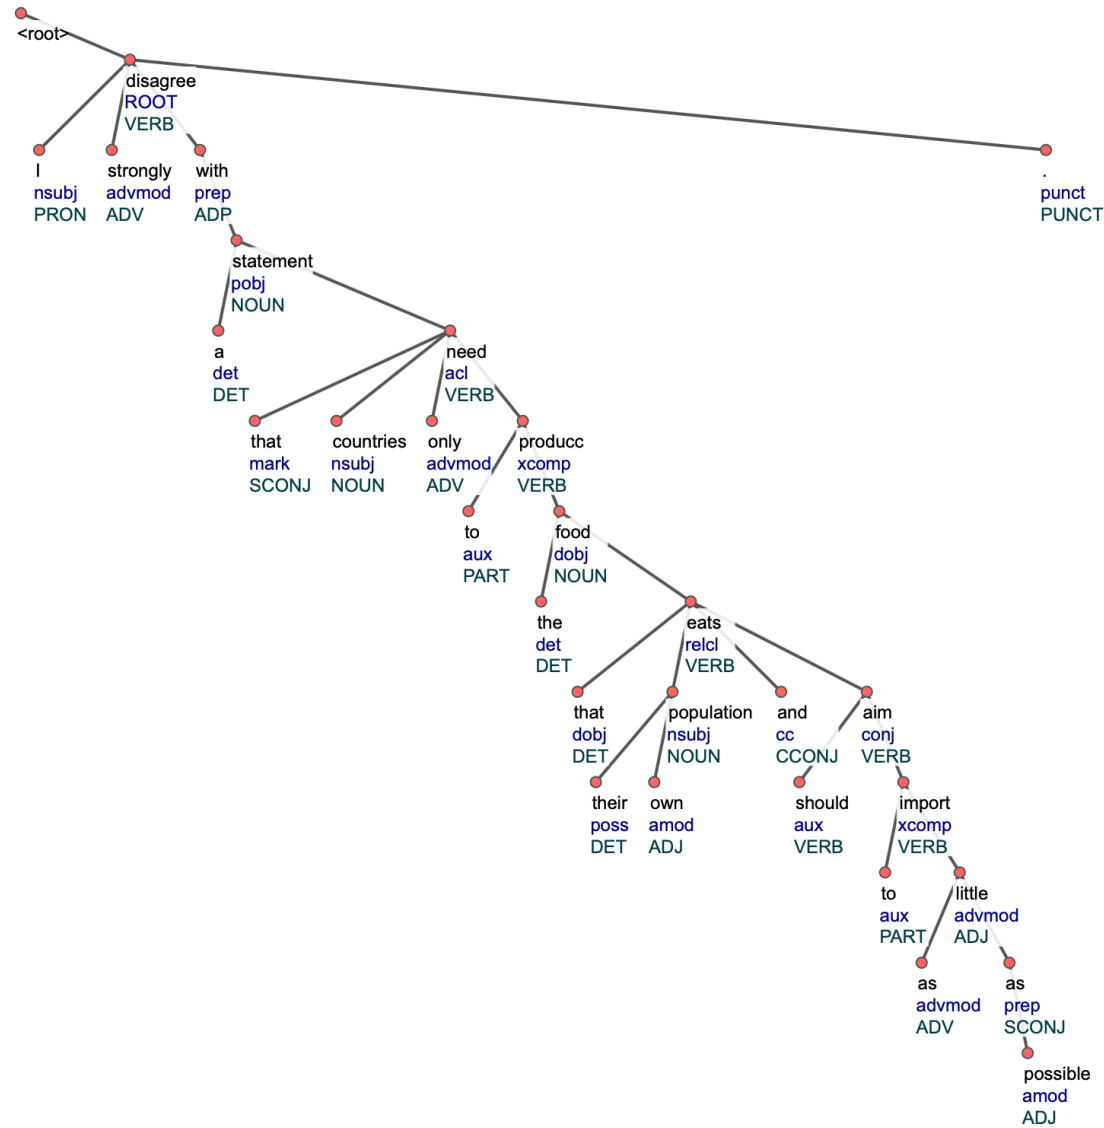 <root>
disagree
ROOT
VERB
I strongly with .
nsubj advmod prep punct
PRON ADV ADP PUNCT
statement
pobj
NOUN
a need
det acl
DET VERB
that countries only producc
mark nsubj advmod xcomp
SCONJ NOUN ADV VERB
to food
aux dobj
PART NOUN
the eats
det relcl
DET VERB
that population and aim
dobj nsubj cc conj
DET NOUN CCONJ VERB
their own should import
poss amod aux xcomp
DET ADJ VERB VERB
to little
aux advmod
PART ADJ
as as
advmod prep
ADV SCONJ
possible
amod
ADJ